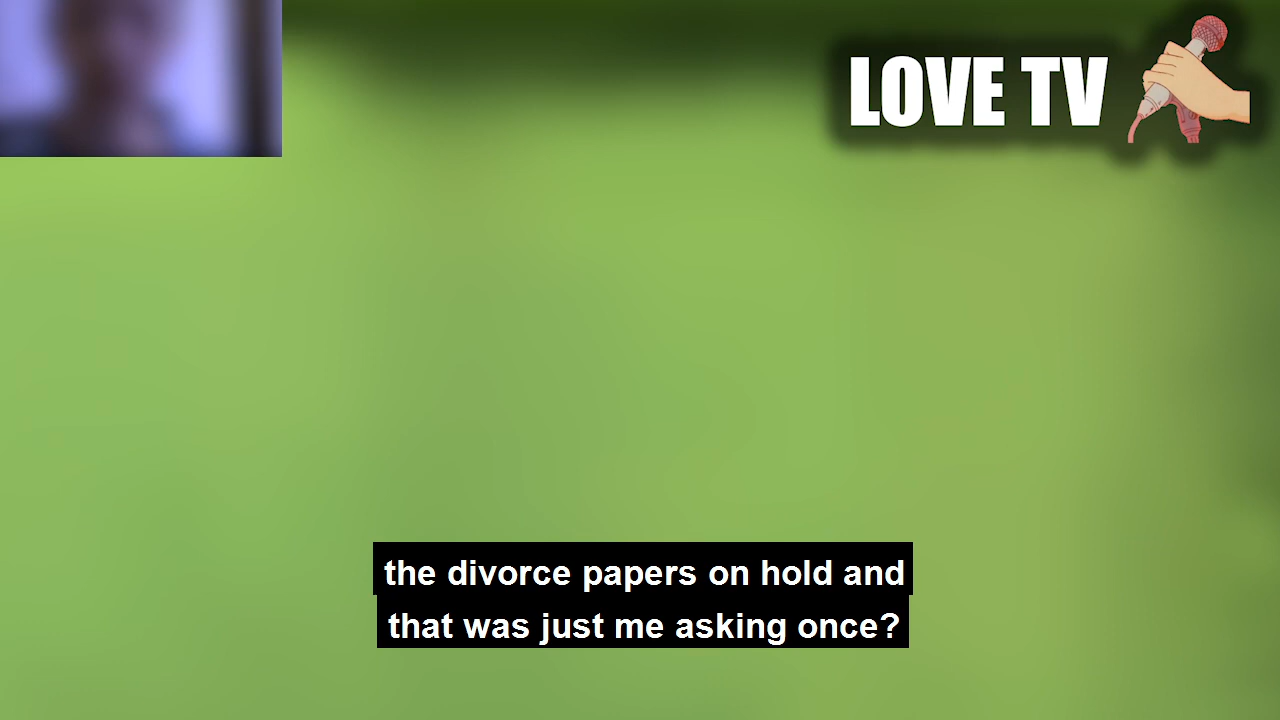 LOVE TV
the divorce papers on hold and
that was just me asking once?